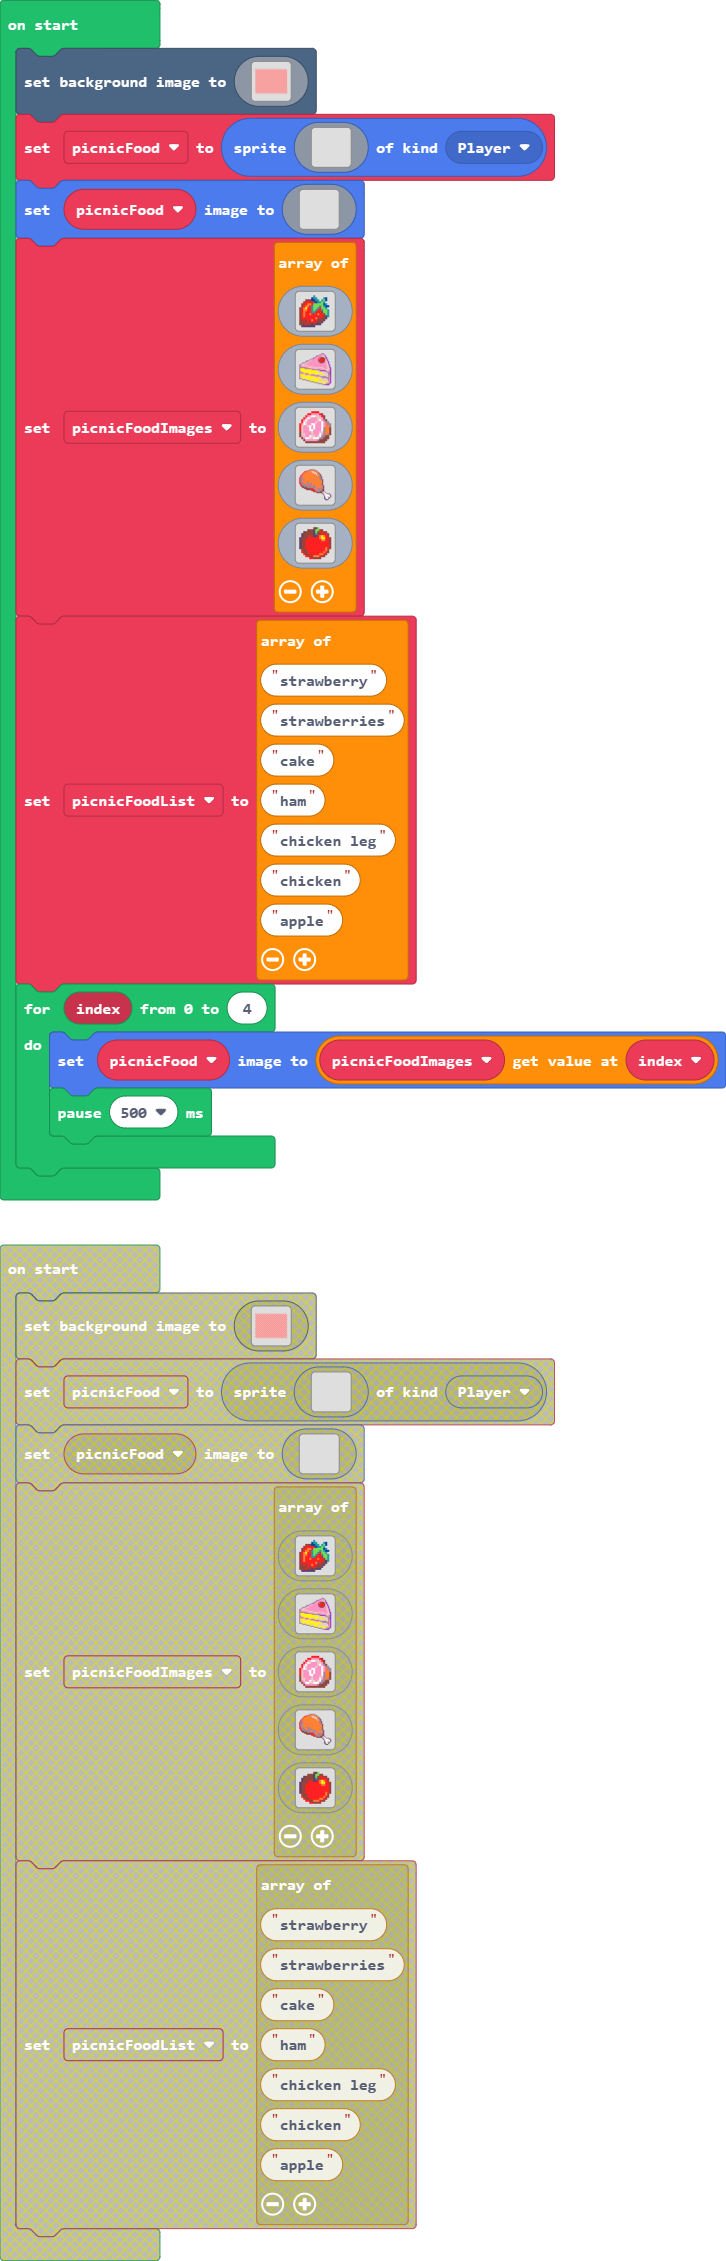 on start
set background image to
set picnicFood to sprite of kind Player
set picnicFood image to
array of
set picnicFoodImages to
array of
"strawberry"
"strawberries"
"cake"
set picnicFoodList to "ham"
"chicken leg"
"chicken"
"apple"
for index from 0 to 4
do
set picnicFood image to picnicFoodImages get value at index
pause 500 ms
on start
set background image to
set picnicFood to sprite of kind Player
set picnicFood image to
array of
set picnicFoodImages to
array of
"strawberry"
"strawberries"
"cake"
set picnicFoodList to "ham"
"chicken leg"
"chicken"
"apple"